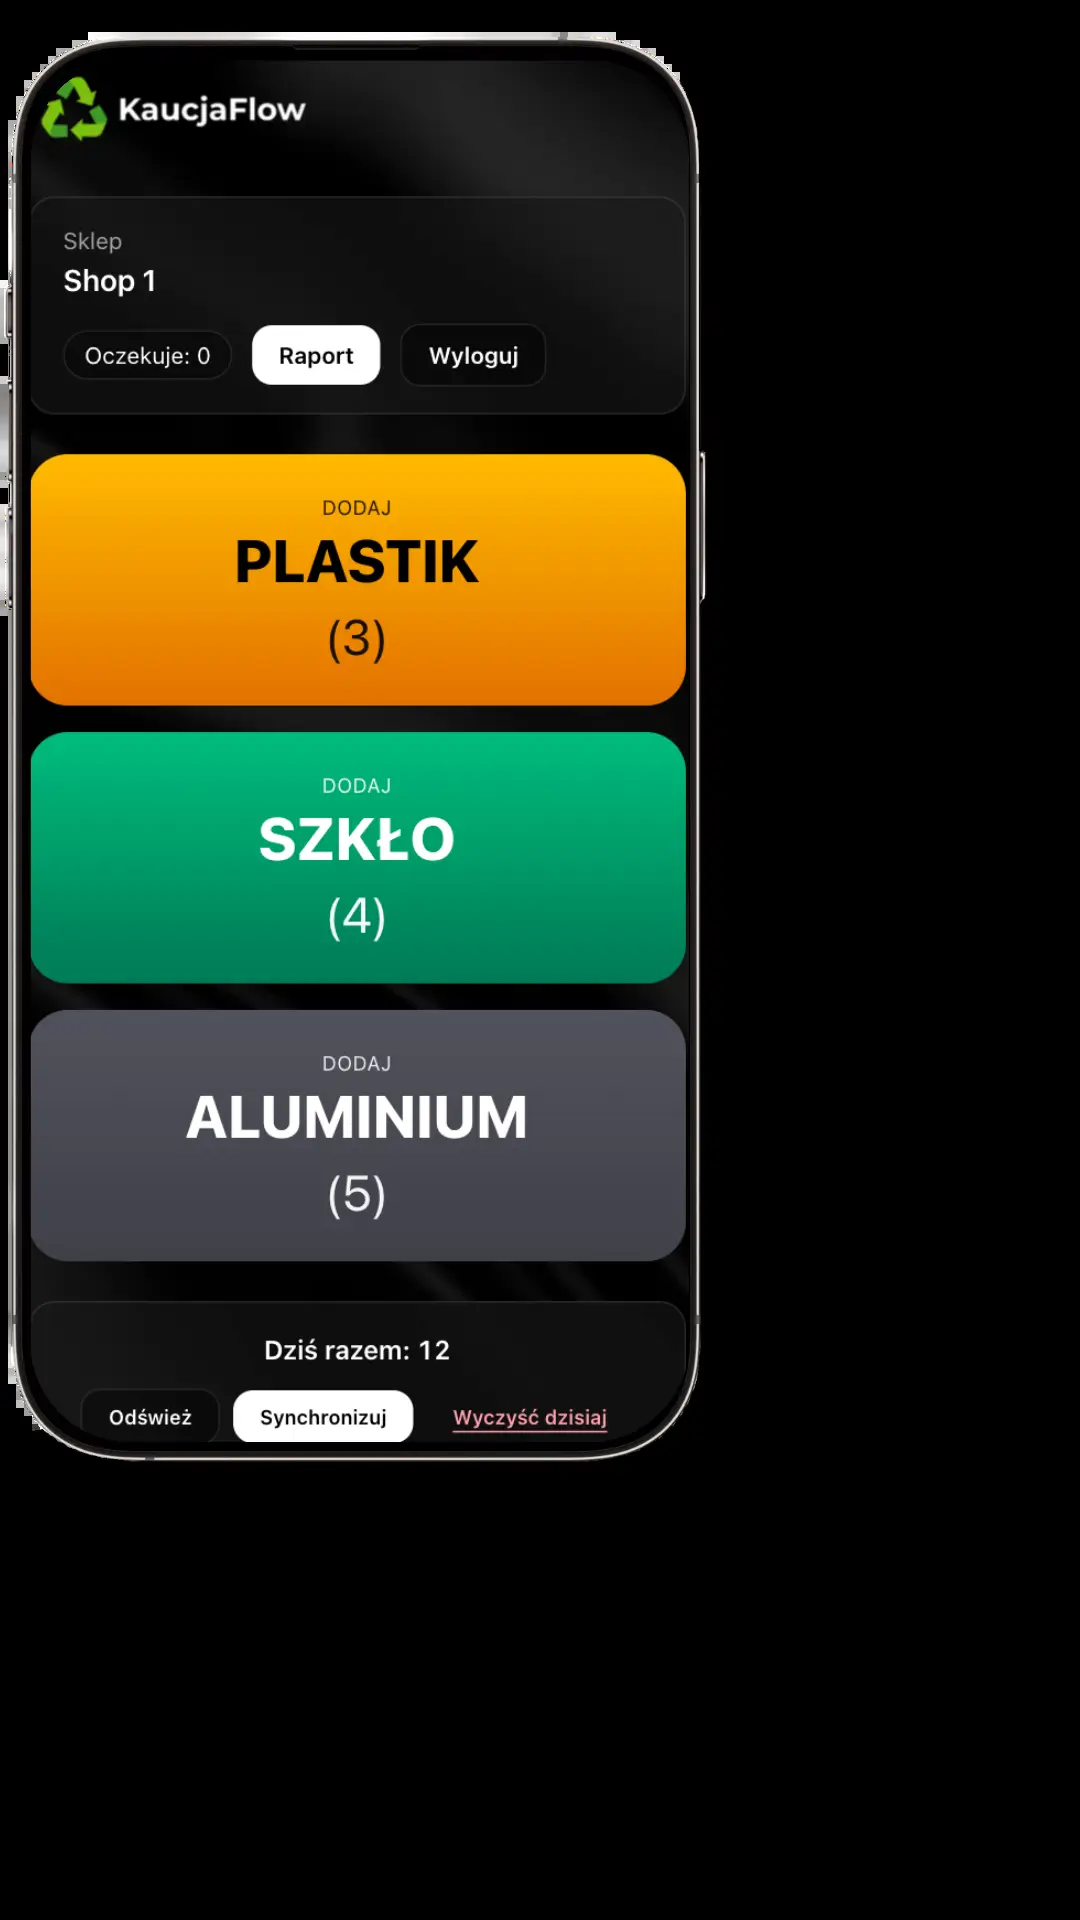 KaucjaFlow
Sklep
Shop 1
Oczekuje: 0
Raport
Wyloguj
DODAJ
PLASTIK
(3)
DODAJ
SZKŁO
(4)
DODAJ
ALUMINIUM
(5)
Dziś razem: 12
Odśwież
Synchronizuj
Wyczyść dzisiaj